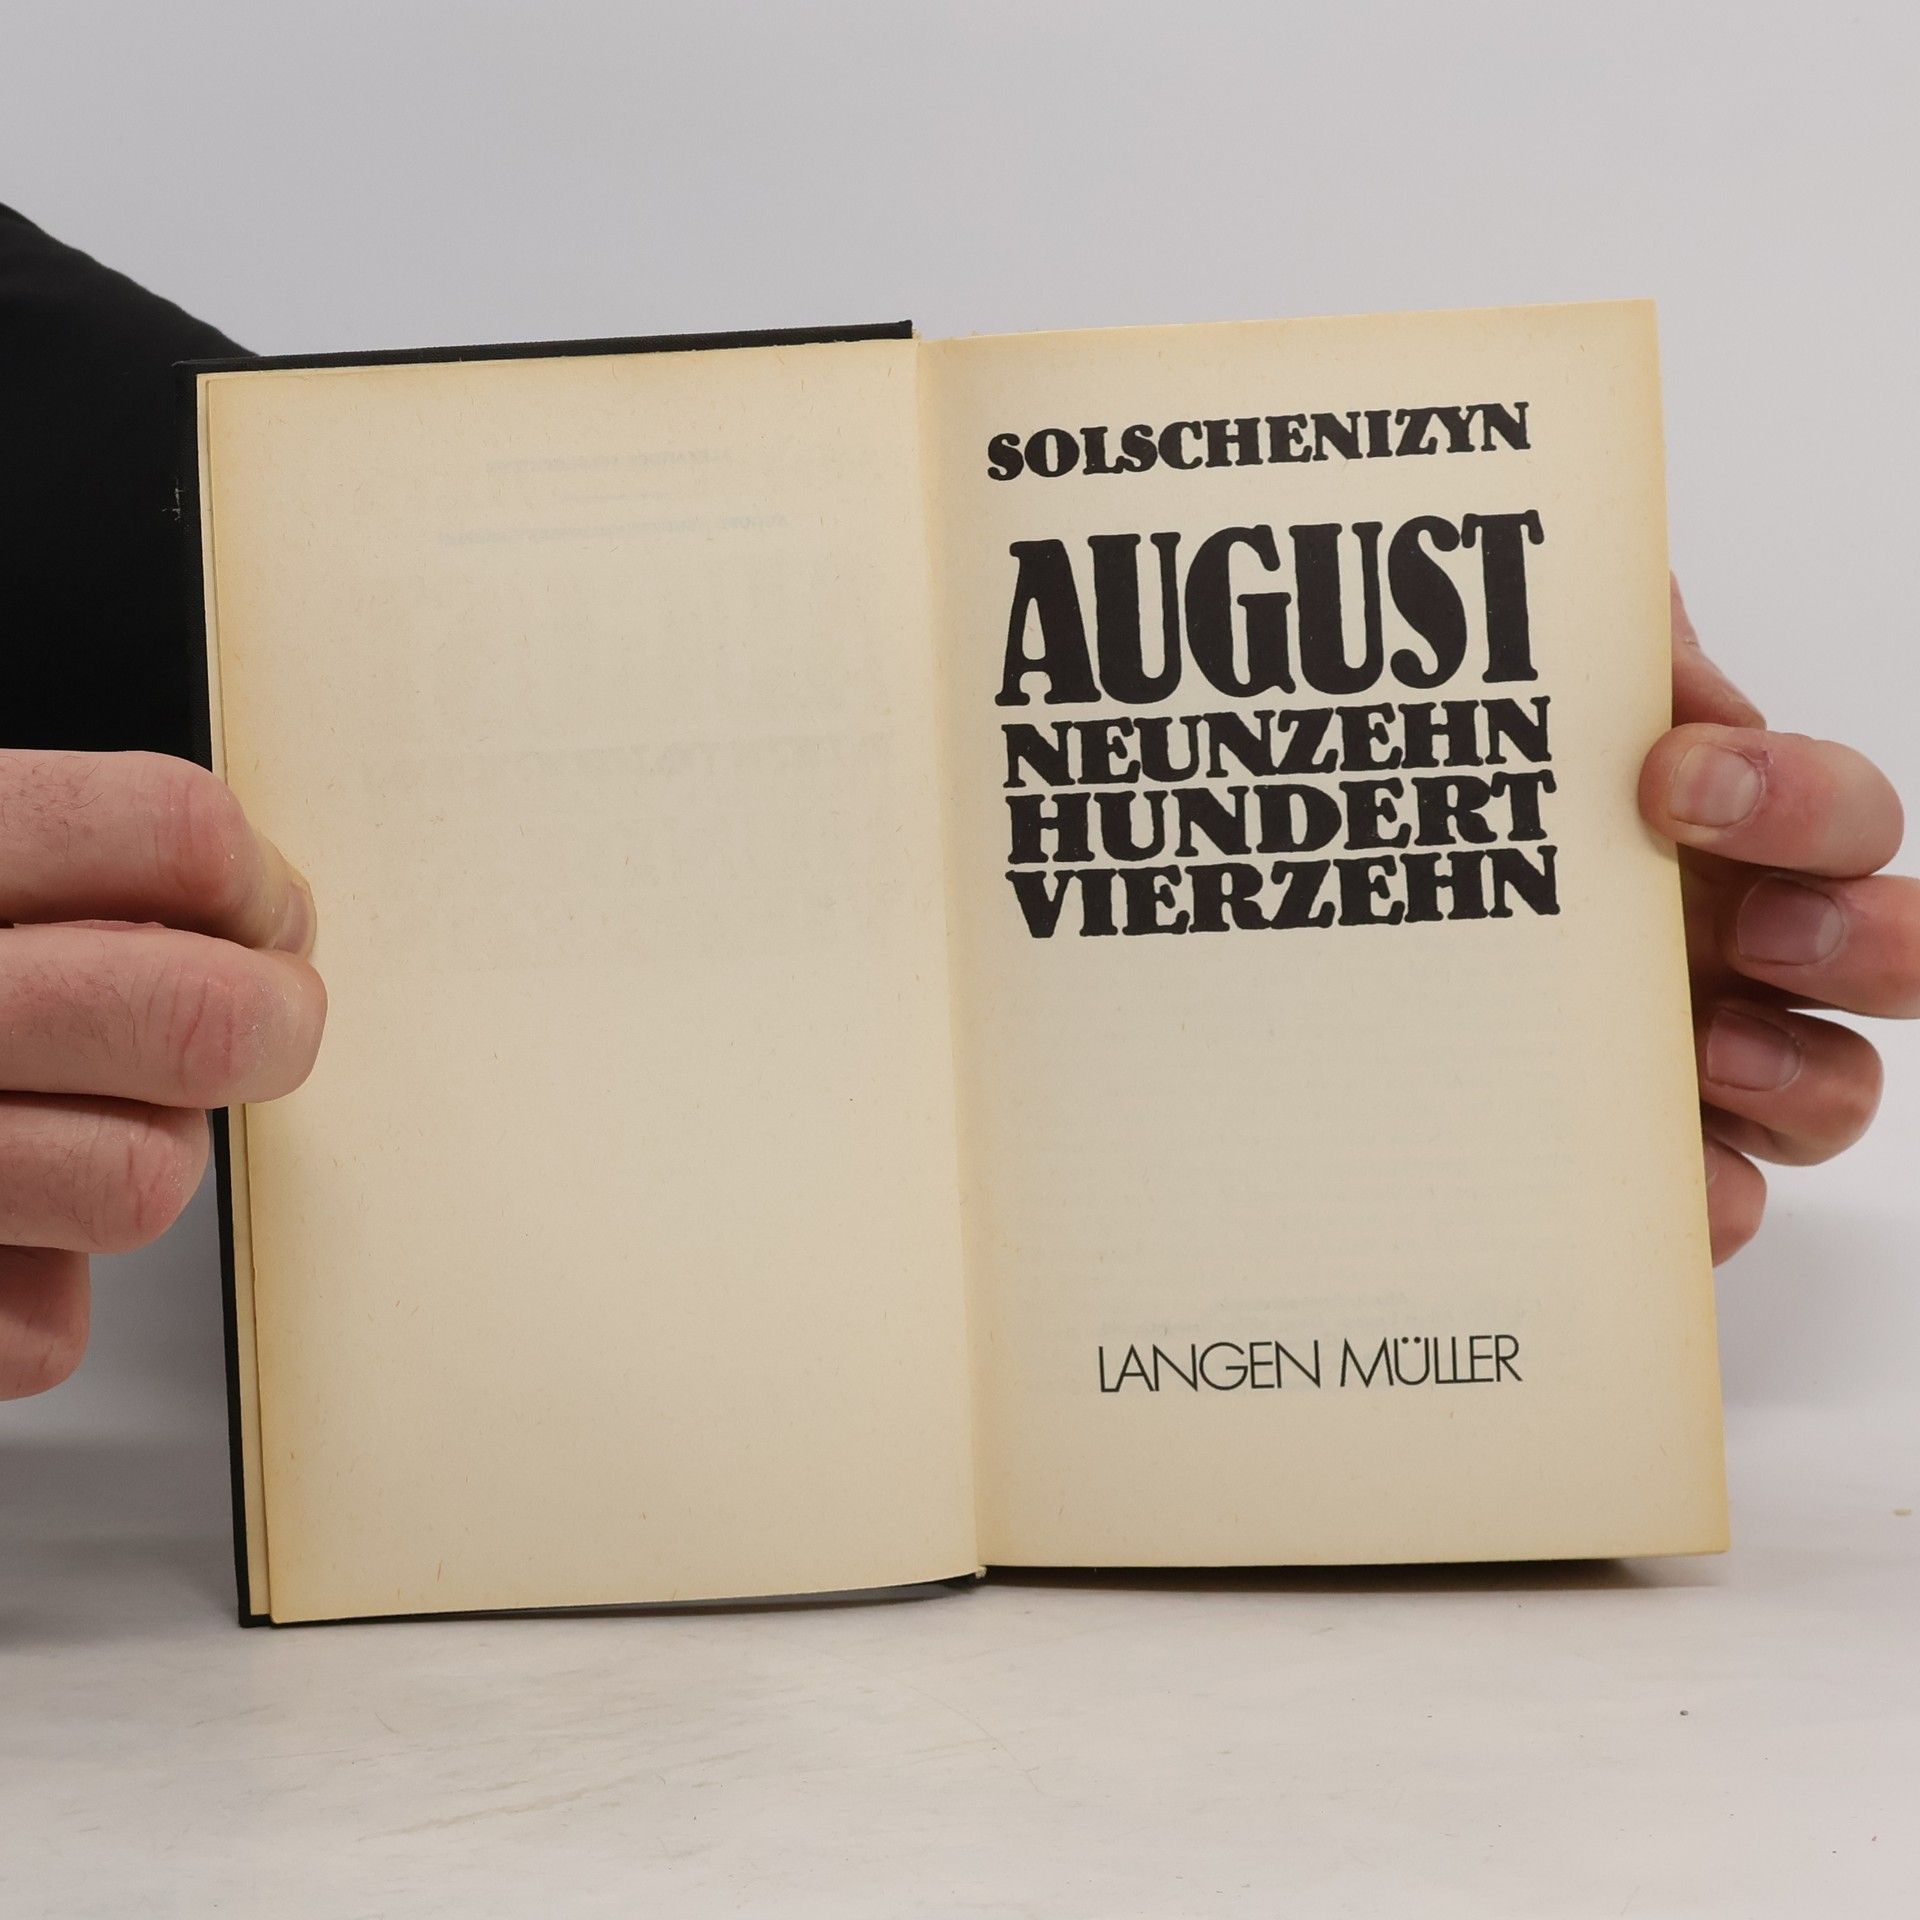 SOLSCHENIZYN
AUGUST
NEUNZEHN
HUNDERT
VIERZEHN
LANGEN MÜLLER